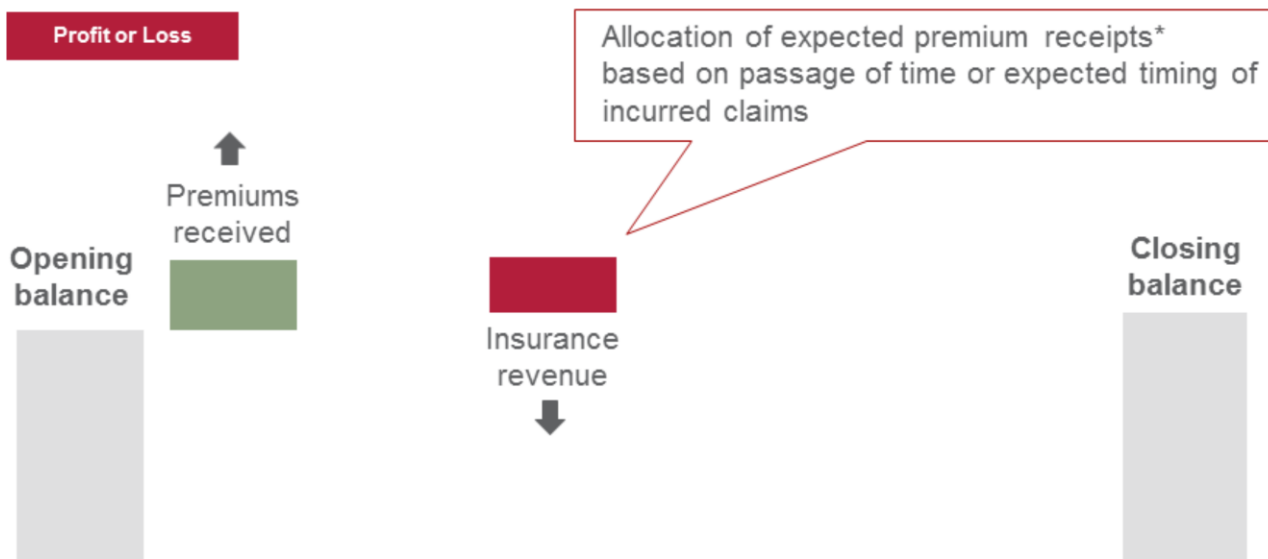 Profit or Loss
Allocation of expected premium receipts*
based on passage of time or expected timing of
incurred claims
Premiums
received
Opening
balance
Insurance
revenue
Closing
balance